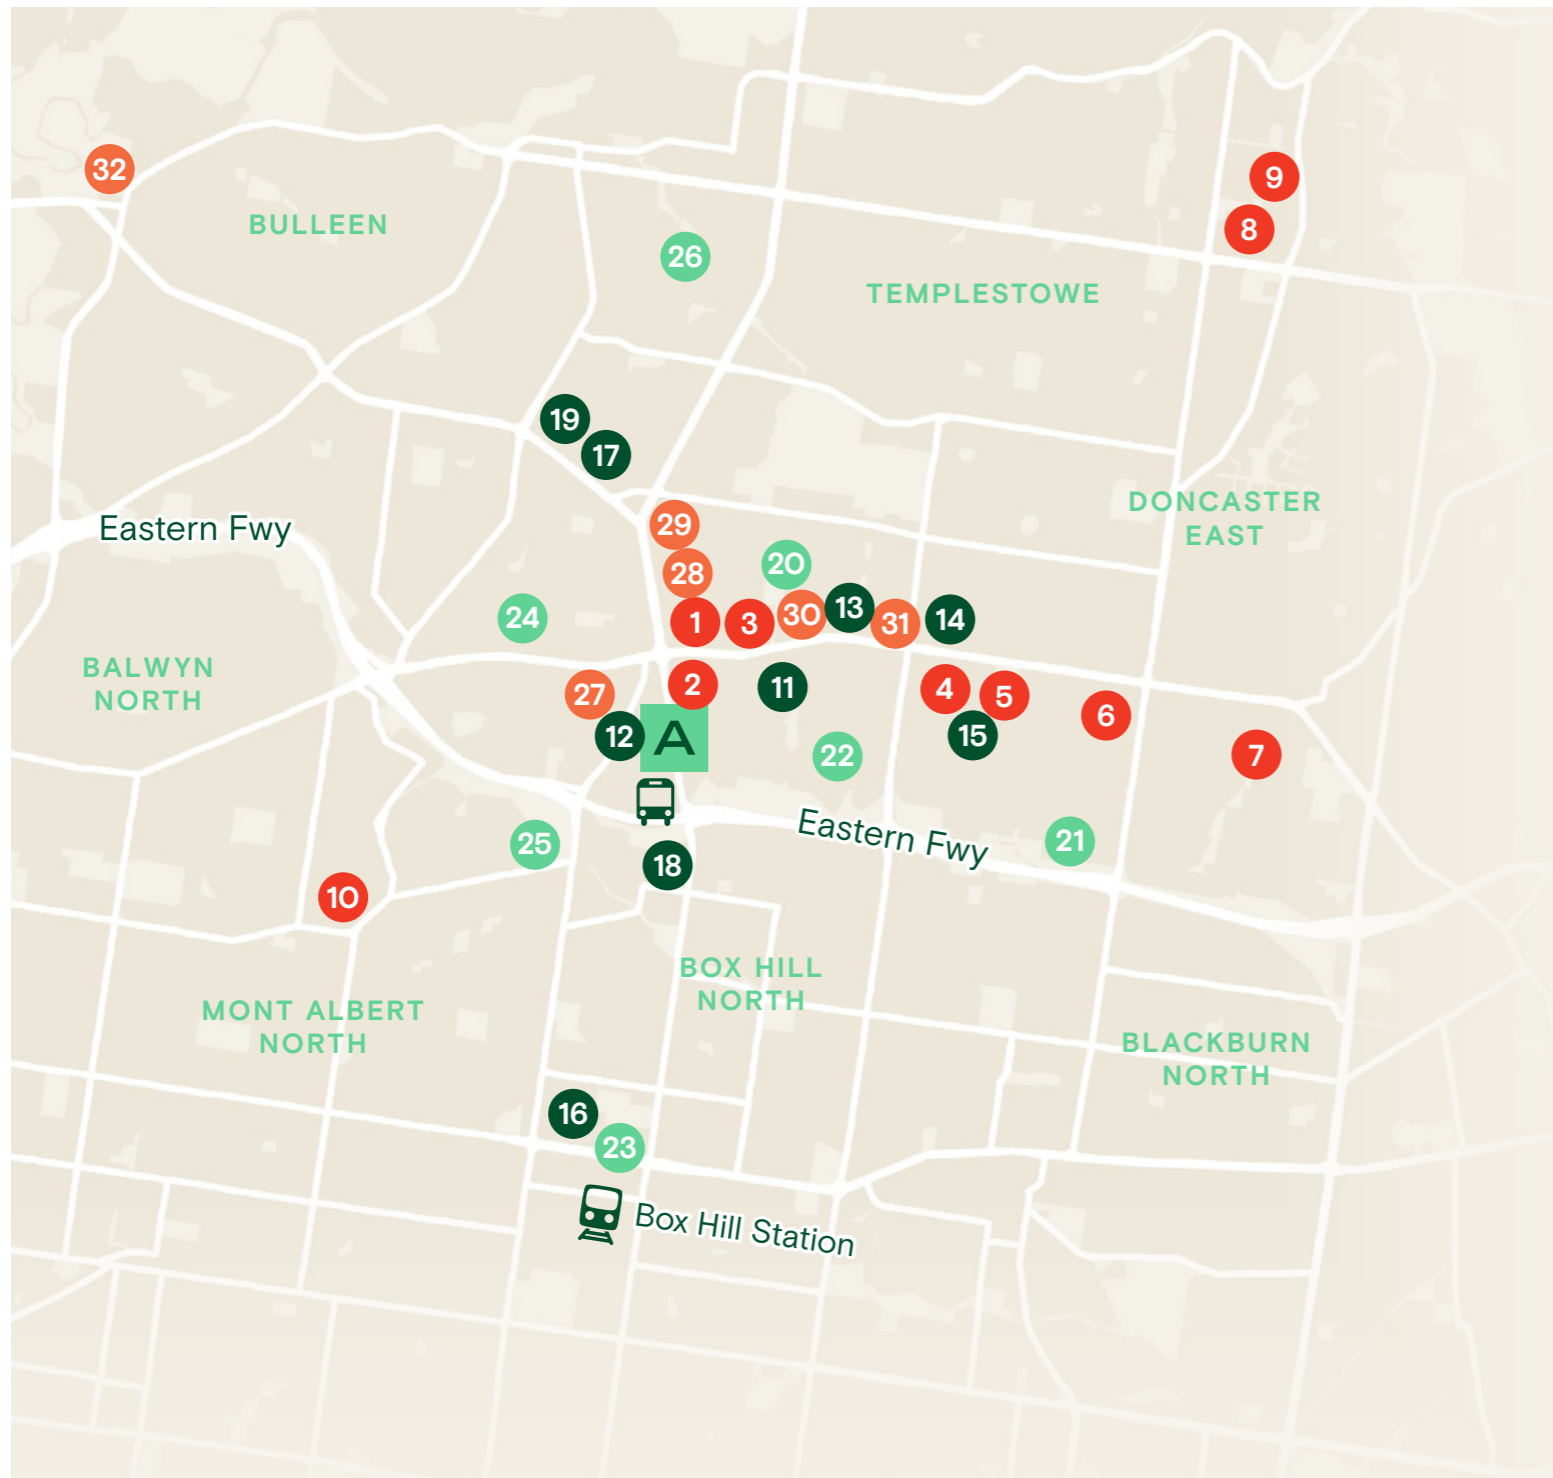 32
9
BULLEEN
8
26
TEMPLESTOWE
19
17
DONCASTER
EAST
Eastern Fwy
29
28
20
24
1
3
30
13
31
14
BALWYN
NORTH
27
2
11
4
5
6
12
A
15
22
7
Eastern Fwy
21
25
18
10
BOX HILL
NORTH
MONT ALBERT
NORTH
BLACKBURN
NORTH
16
23
Box Hill Station